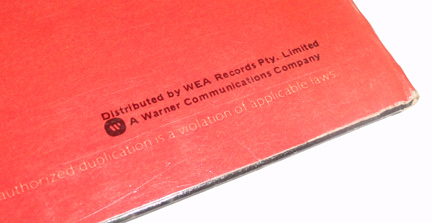 Distributed by WEA Records Pty. Limited
A Warner Communications Company
authorized duplication is a violation of applicable laws.